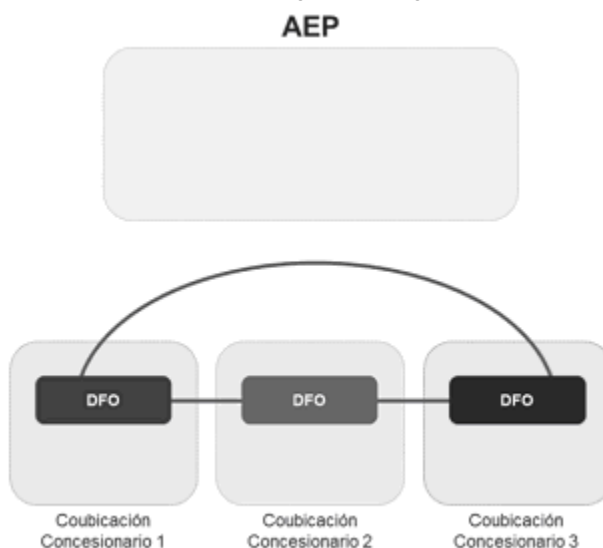 AEP
DFO
DFO
DFO
Coubicación
Concesionario 1
Coubicación
Concesionario 2
Coubicación
Concesionario 3